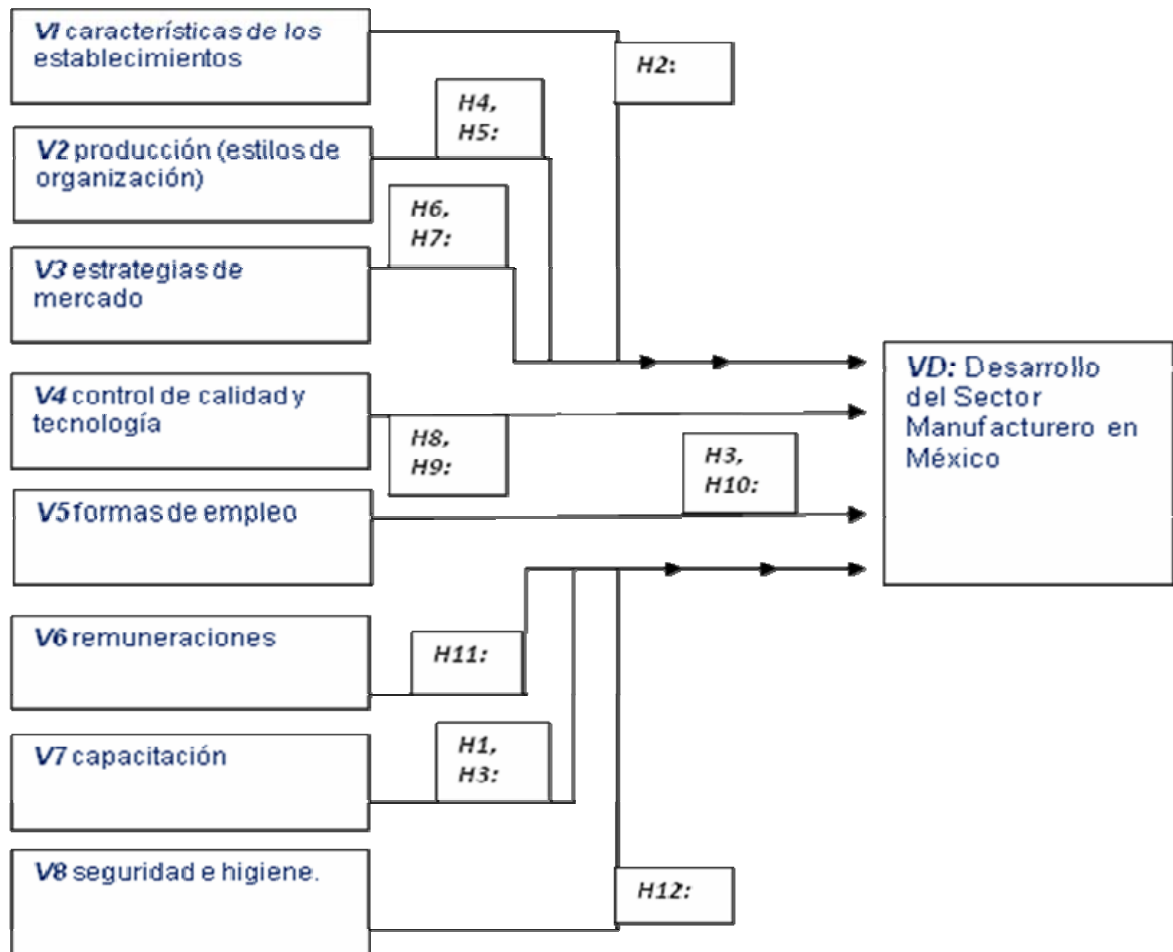 V1 características de los
establecimientos
H2:
H4,
H5:
V2 producción (estilos de
organización)
H6,
H7:
V3 estrategias de
mercado
VD: Desarrollo
del Sector
Manufacturero en
México
V4 control de calidad y
tecnología
H8,
H9:
H3,
H10:
V5 formas de empleo
V6 remuneraciones
H11:
V7 capacitación
H1,
H3:
V8 seguridad e higiene.
H12: